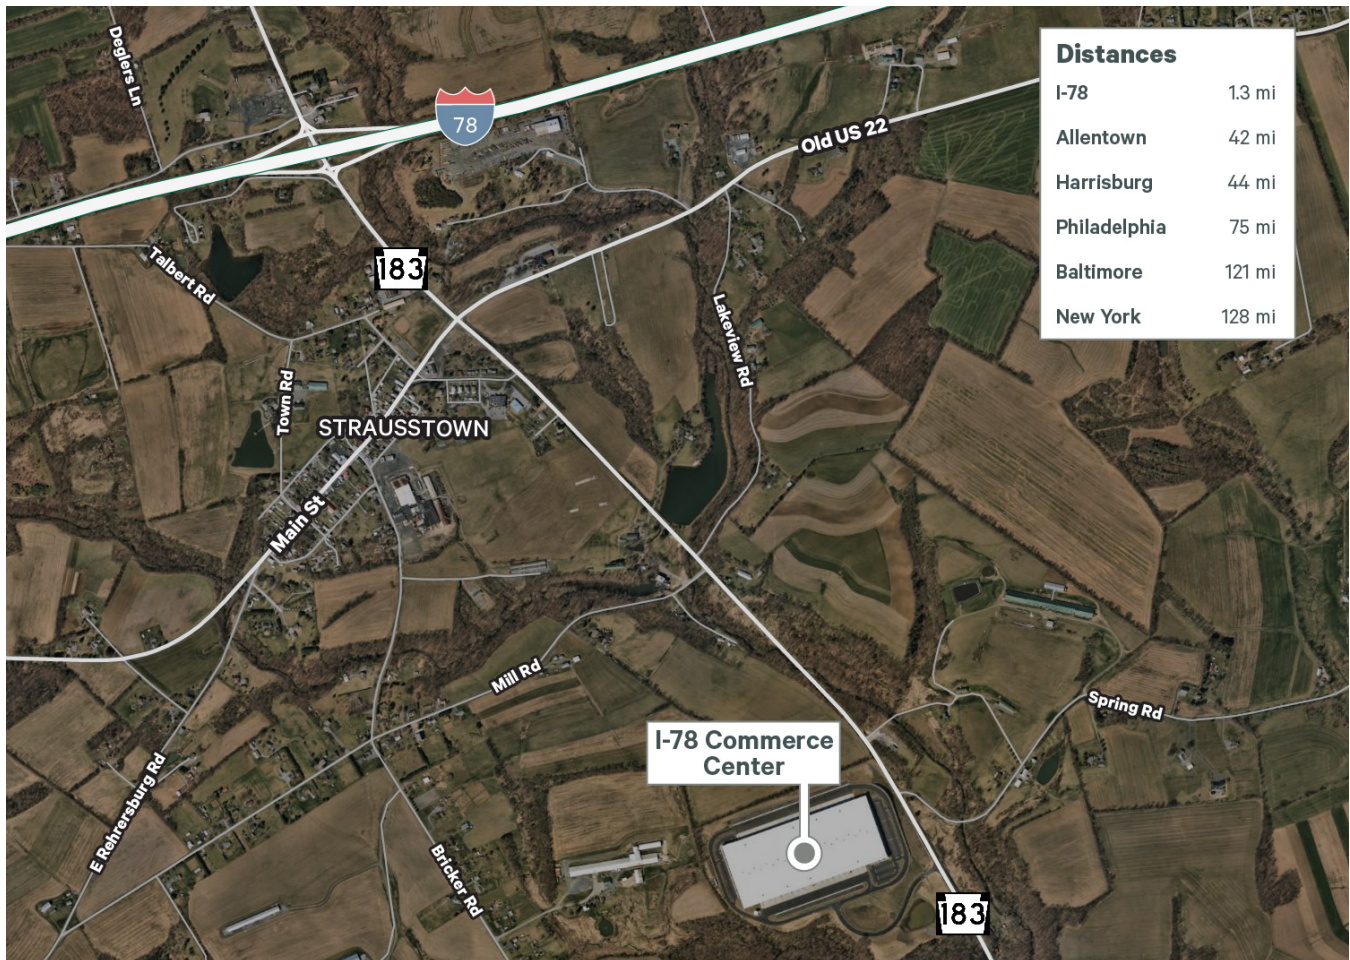 Deglers Ln
78
Old US 22
Distances
I-78 1.3 mi
Allentown 42 mi
Harrisburg 44 mi
Philadelphia 75 mi
Baltimore 121 mi
New York 128 mi
183
Talbert Rd
Lakeview Rd
Town Rd
STRAUSSTOWN
Main St
Mill Rd
Spring Rd
I-78 Commerce
Center
E Rehrersburg Rd
Bricker Rd
183